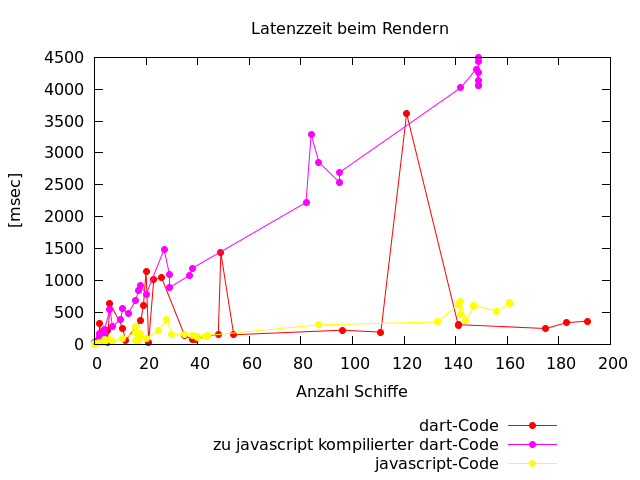 Latenzzeit beim Rendern
4500
4000
3500
3000
2500
2000
1500
1000
500
0
[msec]
0 20 40 60 80 100 120 140 160 180 200
Anzahl Schiffe
dart-Code
zu javascript kompilierter dart-Code
javascript-Code